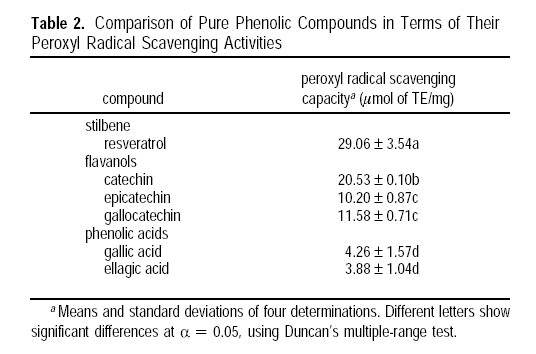 Table 2. Comparison of Pure Phenolic Compounds in Terms of Their
Peroxyl Radical Scavenging Activities
peroxyl radical scavenging
compound capacitya (μmol of TE/mg)
stilbene
resveratrol 29.06 ± 3.54a
flavanols
catechin 20.53 ± 0.10b
epicatechin 10.20 ± 0.87c
gallocatechin 11.58 ± 0.71c
phenolic acids
gallic acid 4.26 ± 1.57d
ellagic acid 3.88 ± 1.04d
a Means and standard deviations of four determinations. Different letters show
significant differences at α = 0.05, using Duncan's multiple-range test.